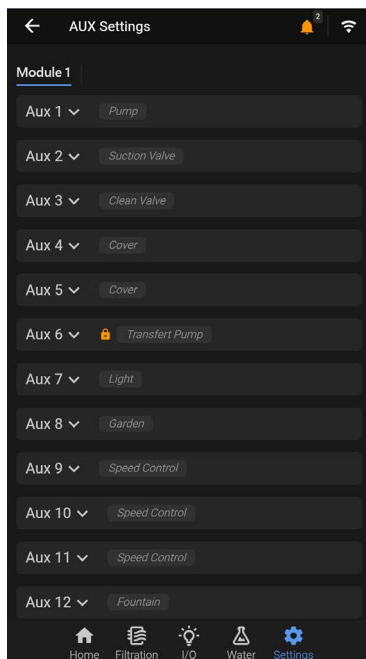 AUX Settings
2
Module 1
Aux 1 Pump
Aux 2 Suction Valve
Aux 3 Clean Valve
Aux 4 Cover
Aux 5 Cover
Aux 6 Transfert Pump
Aux 7 Light
Aux 8 Garden
Aux 9 Speed Control
Aux 10 Speed Control
Aux 11 Speed Control
Aux 12 Fountain
Home Filtration I/O Water Settings